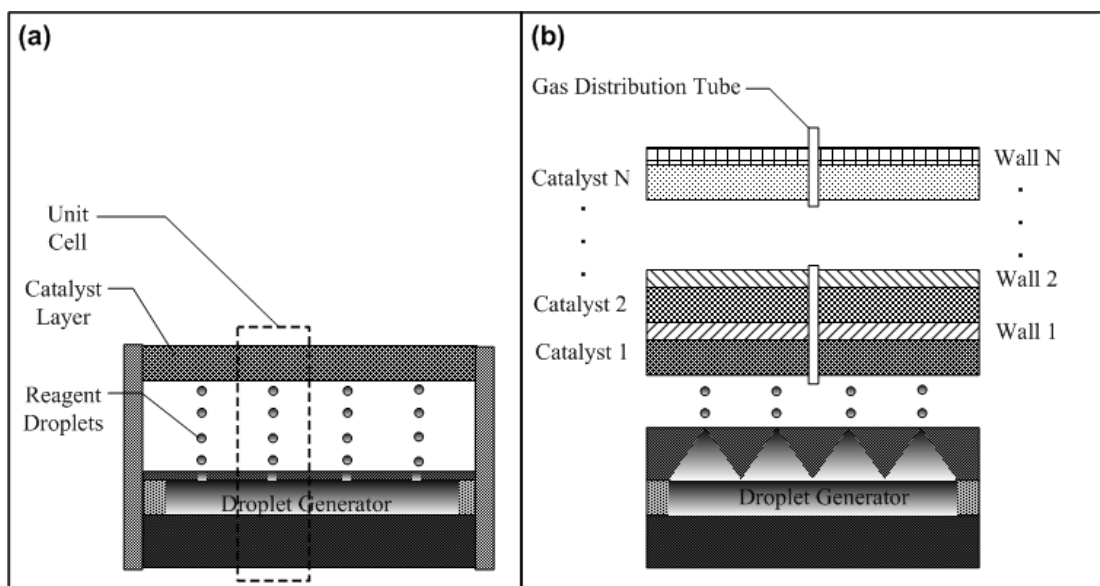 (a)
Unit
Cell
Catalyst
Layer
Reagent
Droplets
Droplet Generator
(b)
Gas Distribution Tube
Catalyst N
Wall N
Wall 2
Catalyst 2
Wall 1
Catalyst 1
Droplet Generator